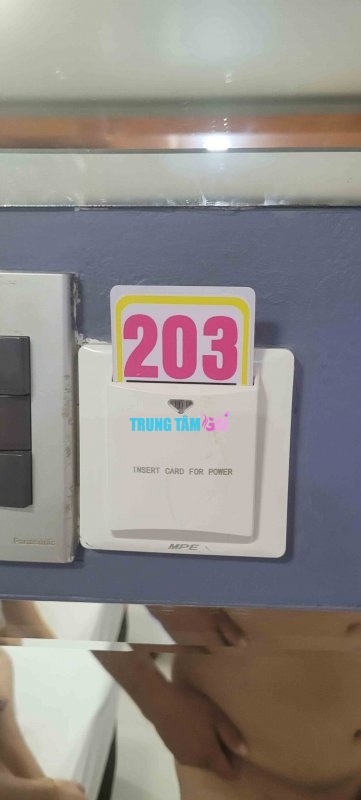 203
TRUNG TÂM
INSERT CARD FOR POWER
Panasonic
MPE